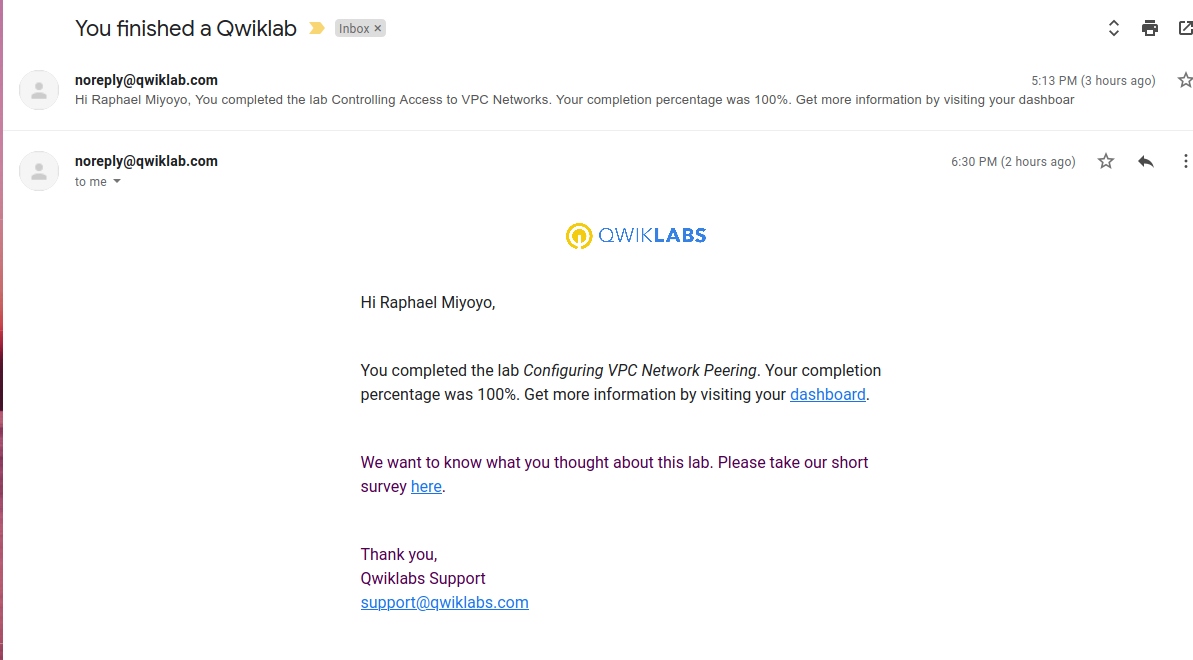 You finished a Qwiklab Inbox ×
noreply@qwiklab.com 5:13 PM (3 hours ago)
Hi Raphael Miyoyo, You completed the lab Controlling Access to VPC Networks. Your completion percentage was 100%. Get more information by visiting your dashboar
noreply@qwiklab.com 6:30 PM (2 hours ago)
to me
QWIKLABS
Hi Raphael Miyoyo,
You completed the lab Configuring VPC Network Peering. Your completion
percentage was 100%. Get more information by visiting your dashboard.
We want to know what you thought about this lab. Please take our short
survey here.
Thank you,
Qwiklabs Support
support@qwiklabs.com